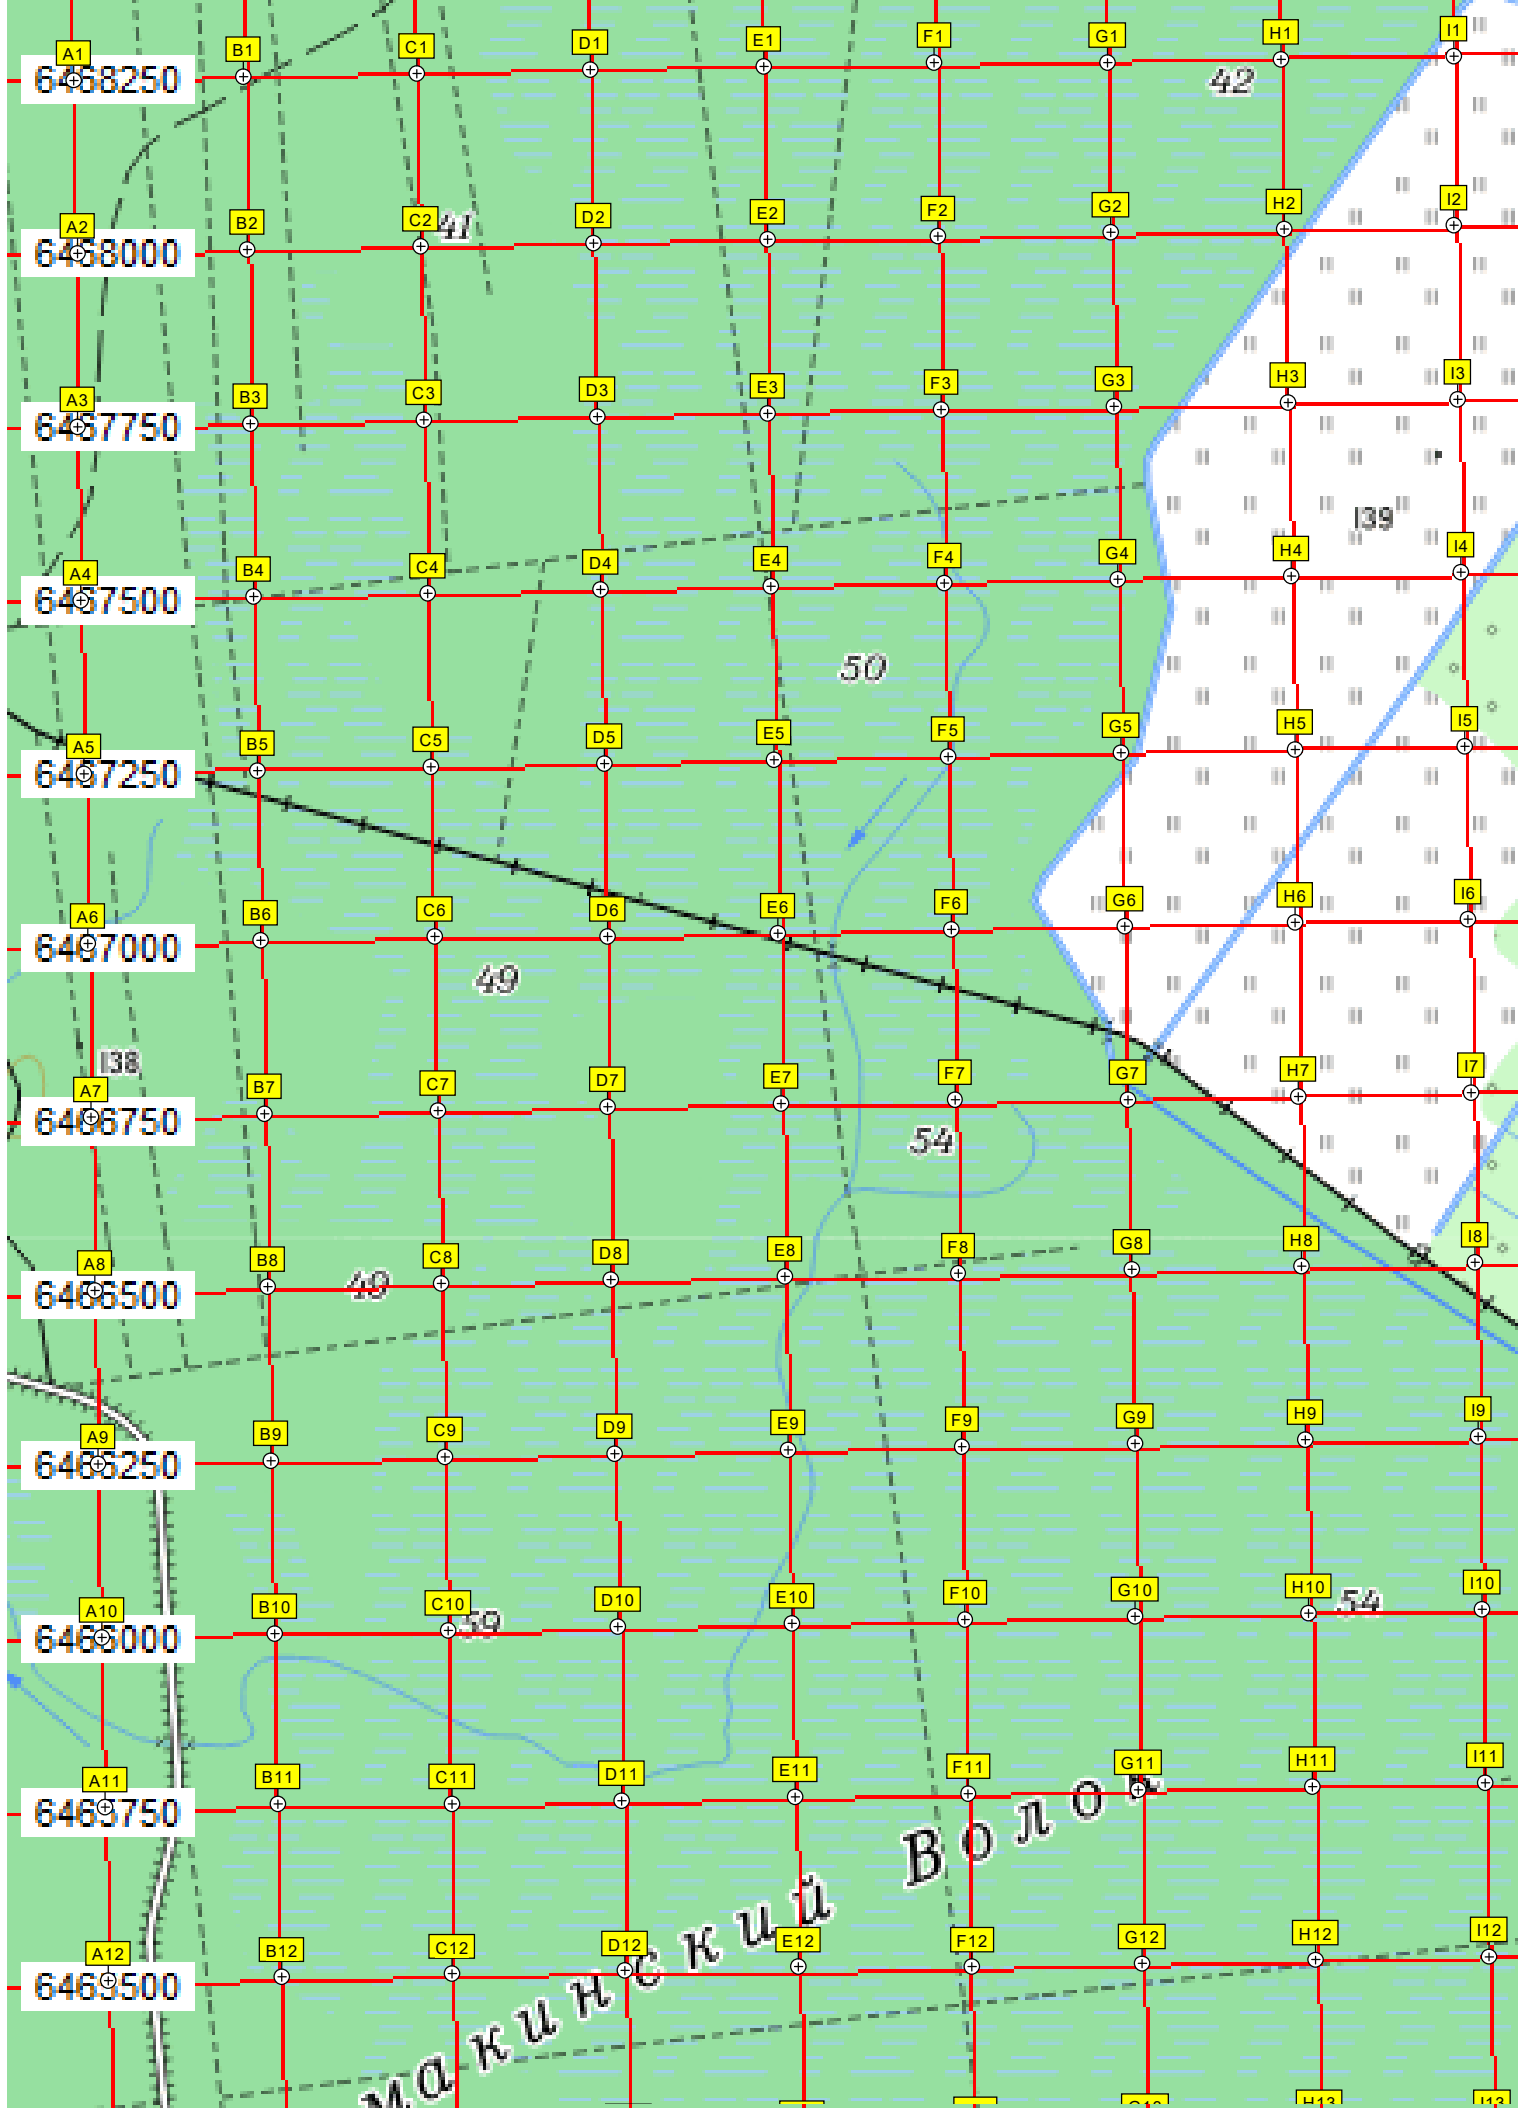 A1 B1 C1 D1 E1 F1 G1 H1 I1
6468250 42
A2 B2 C2 41 D2 E2 F2 G2 H2 I2
6468000
A3 B3 C3 D3 E3 F3 G3 H3 I3
6467750
139
A4 B4 C4 D4 E4 F4 G4 H4 I4
6467500
50
A5 B5 C5 D5 E5 F5 G5 H5 I5
6467250
A6 B6 C6 D6 E6 F6 G6 H6 I6
6467000
49
138
A7 B7 C7 D7 E7 F7 G7 H7 I7
6466750
54
A8 B8 C8 D8 E8 F8 G8 H8 I8
6466500 49
A9 B9 C9 D9 E9 F9 G9 H9 I9
6466250
A10 B10 C10 D10 E10 F10 G10 H10 I10
6466000 59 54
A11 B11 C11 D11 E11 F11 G11 H11 I11
6465750
A12 B12 C12 D12 E12 F12 G12 H12 I12
6465500
макинский Волок
H13 I13